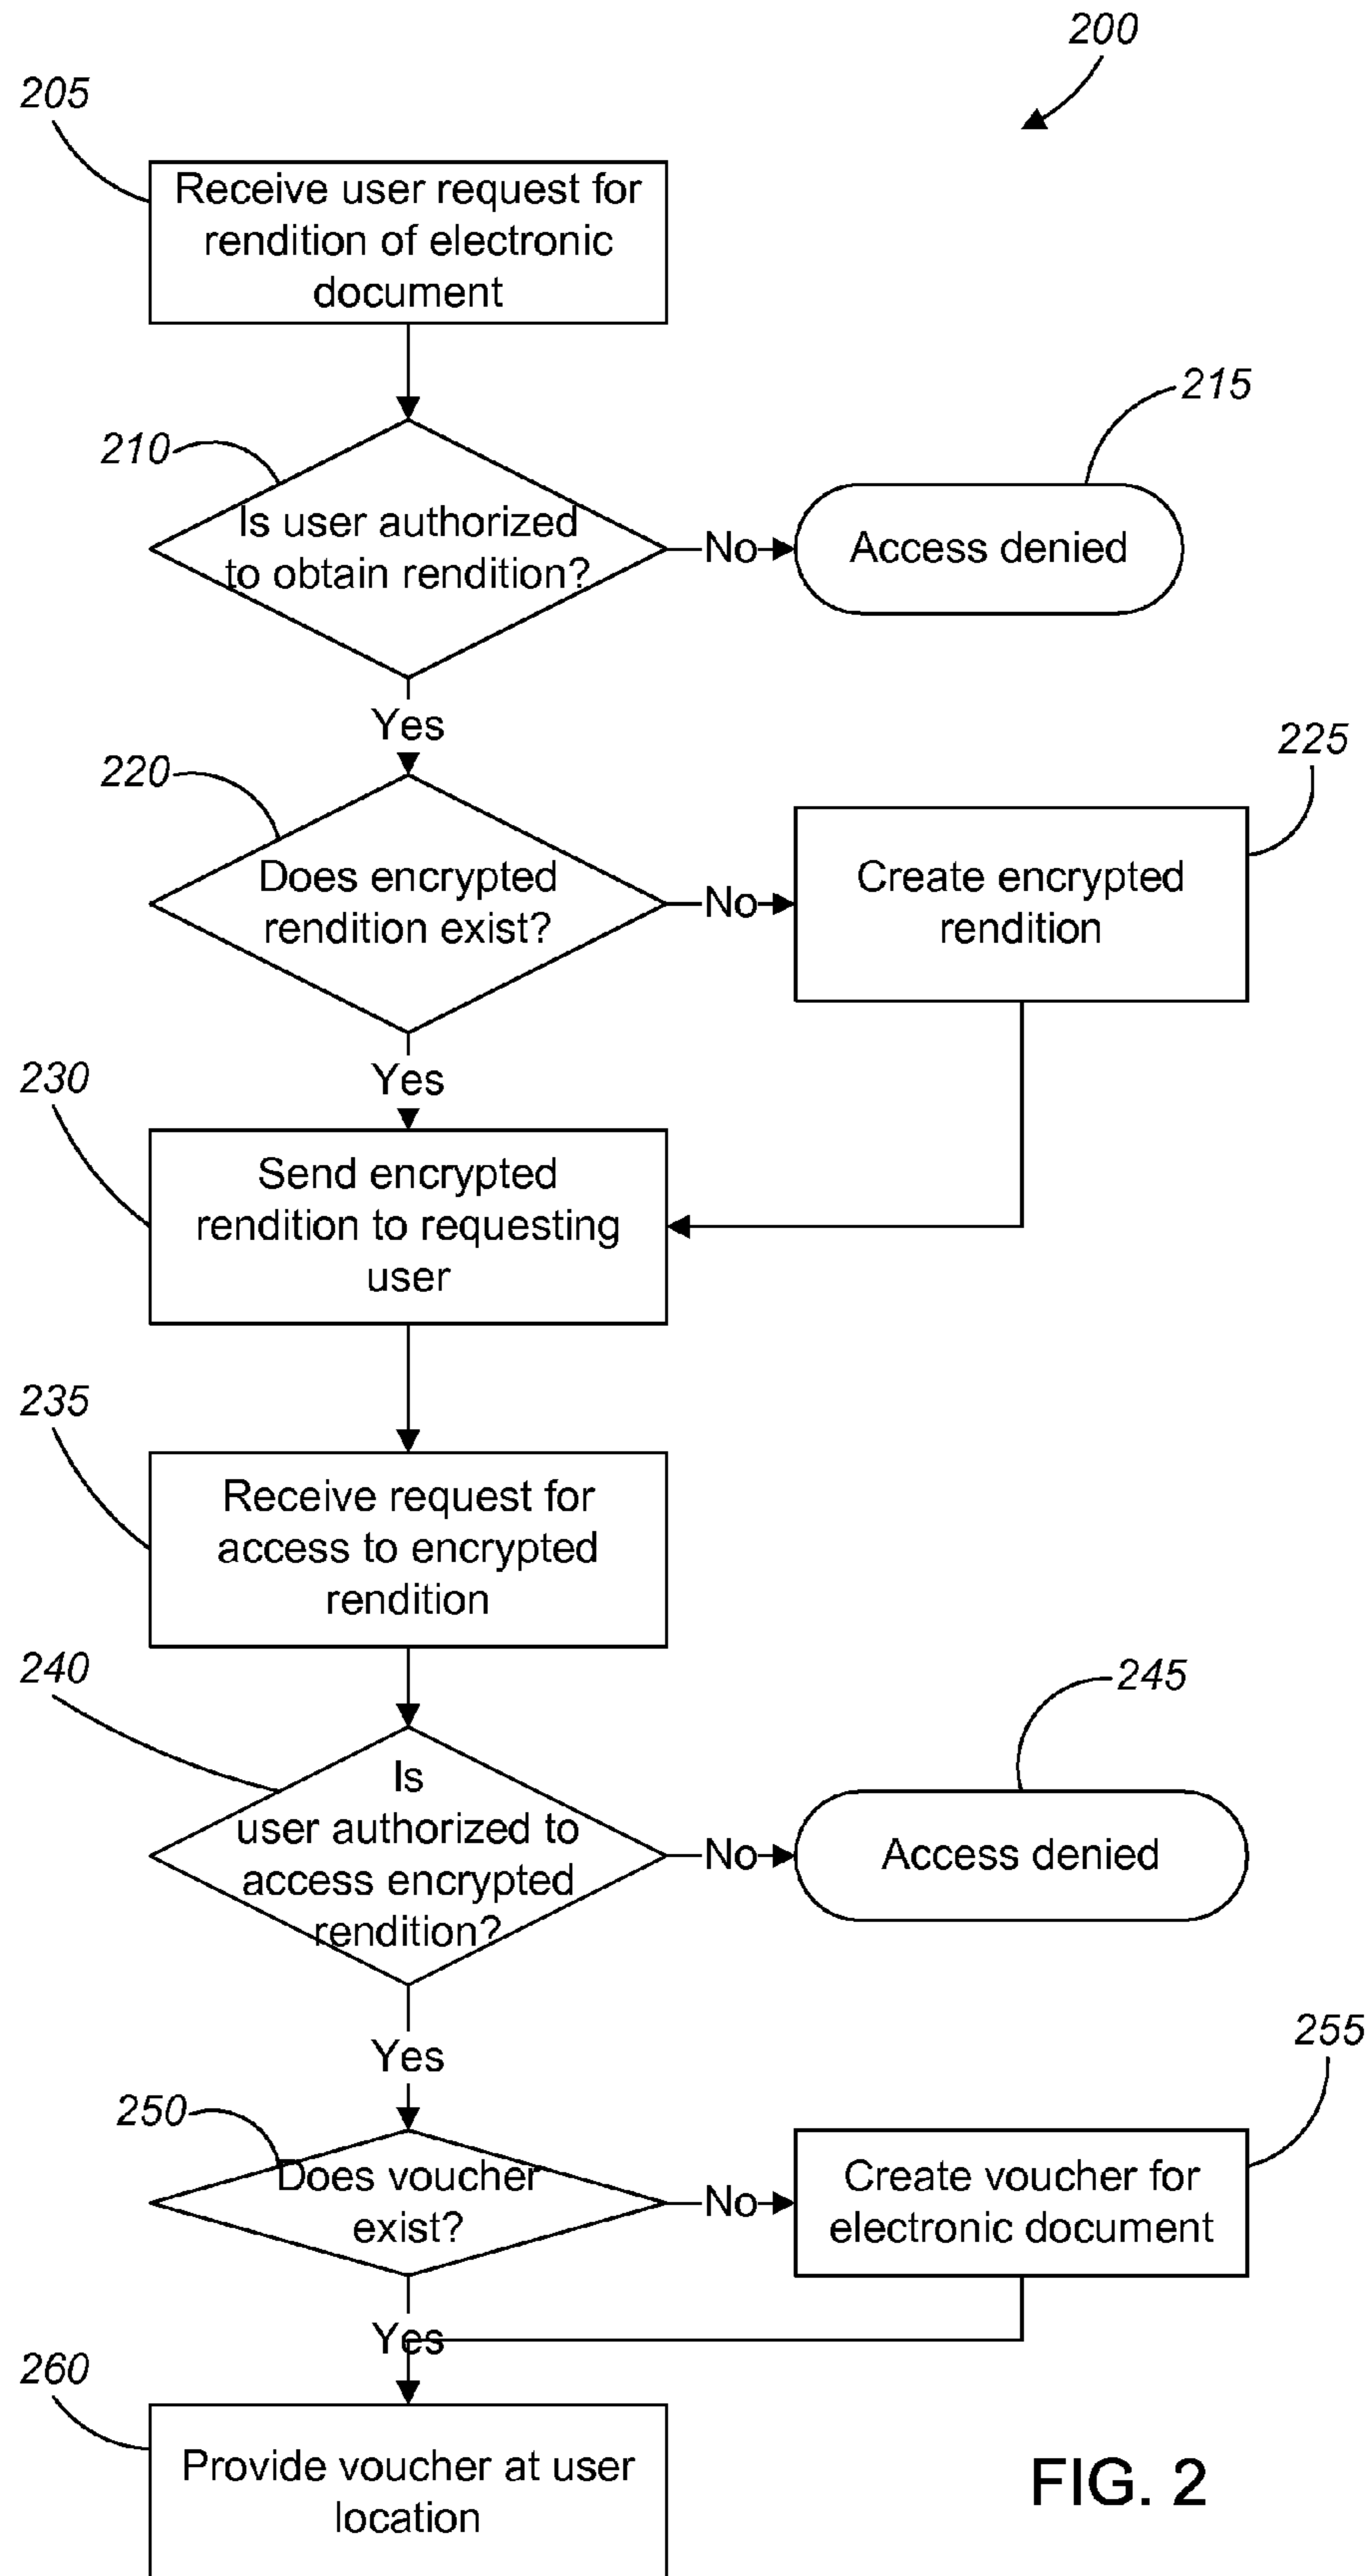 200
205
Receive user request for
rendition of electronic
document
210
215
Is user authorized
to obtain rendition?
No
Access denied
Yes
220
225
Does encrypted
rendition exist?
No
Create encrypted
rendition
Yes
230
Send encrypted
rendition to requesting
user
235
Receive request for
access to encrypted
rendition
240
245
Is
user authorized to
access encrypted
rendition?
No
Access denied
Yes
250
255
Does voucher
exist?
No
Create voucher for
electronic document
Yes
260
Provide voucher at user
location
FIG. 2